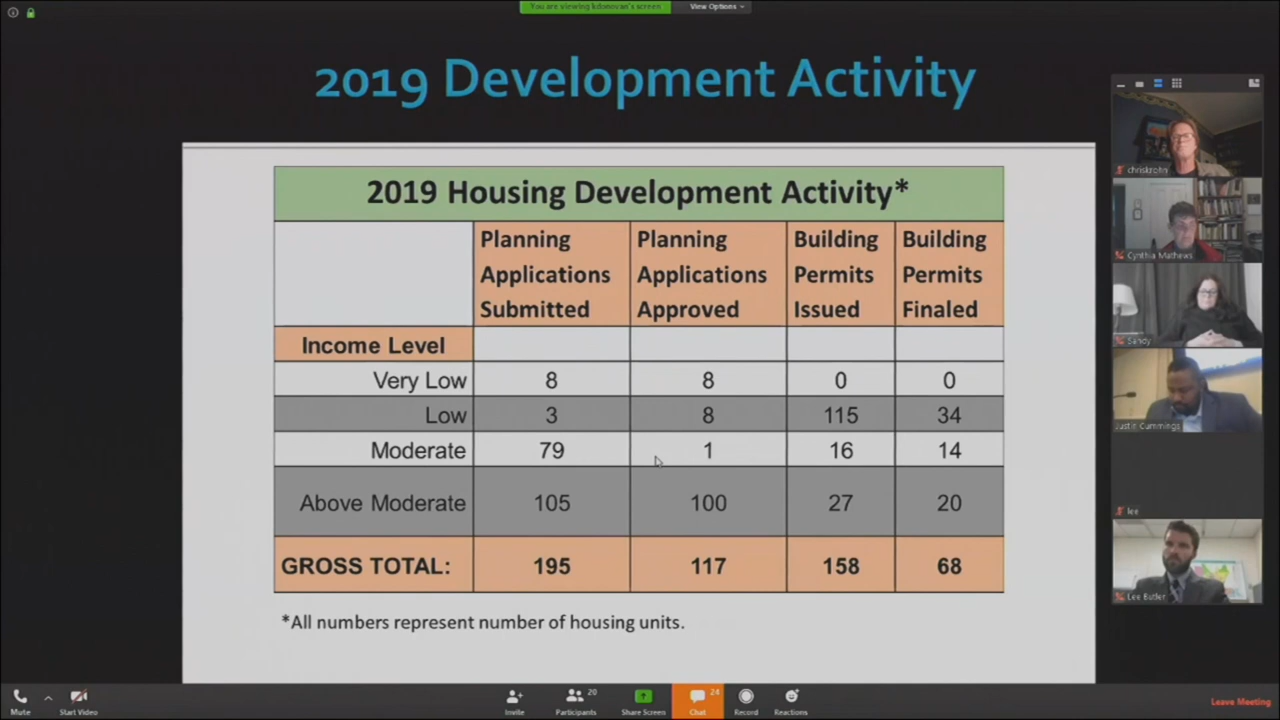 You are viewing kdonovan's screen
View Options
2019 Development Activity
2019 Housing Development Activity*
Planning Applications Submitted
Planning Applications Approved
Building Permits Issued
Building Permits Finaled
Income Level
Very Low 8 8 0 0
Low 3 8 115 34
Moderate 79 1 16 14
Above Moderate 105 100 27 20
GROSS TOTAL: 195 117 158 68
*All numbers represent number of housing units.
chriskrohn
Cynthia Mathews
Sandy
Justin Cummings
lee
Lee Butler
Mute
Start Video
Invite
20
Participants
Share Screen
24
Chat
Record
Reactions
Leave Meeting